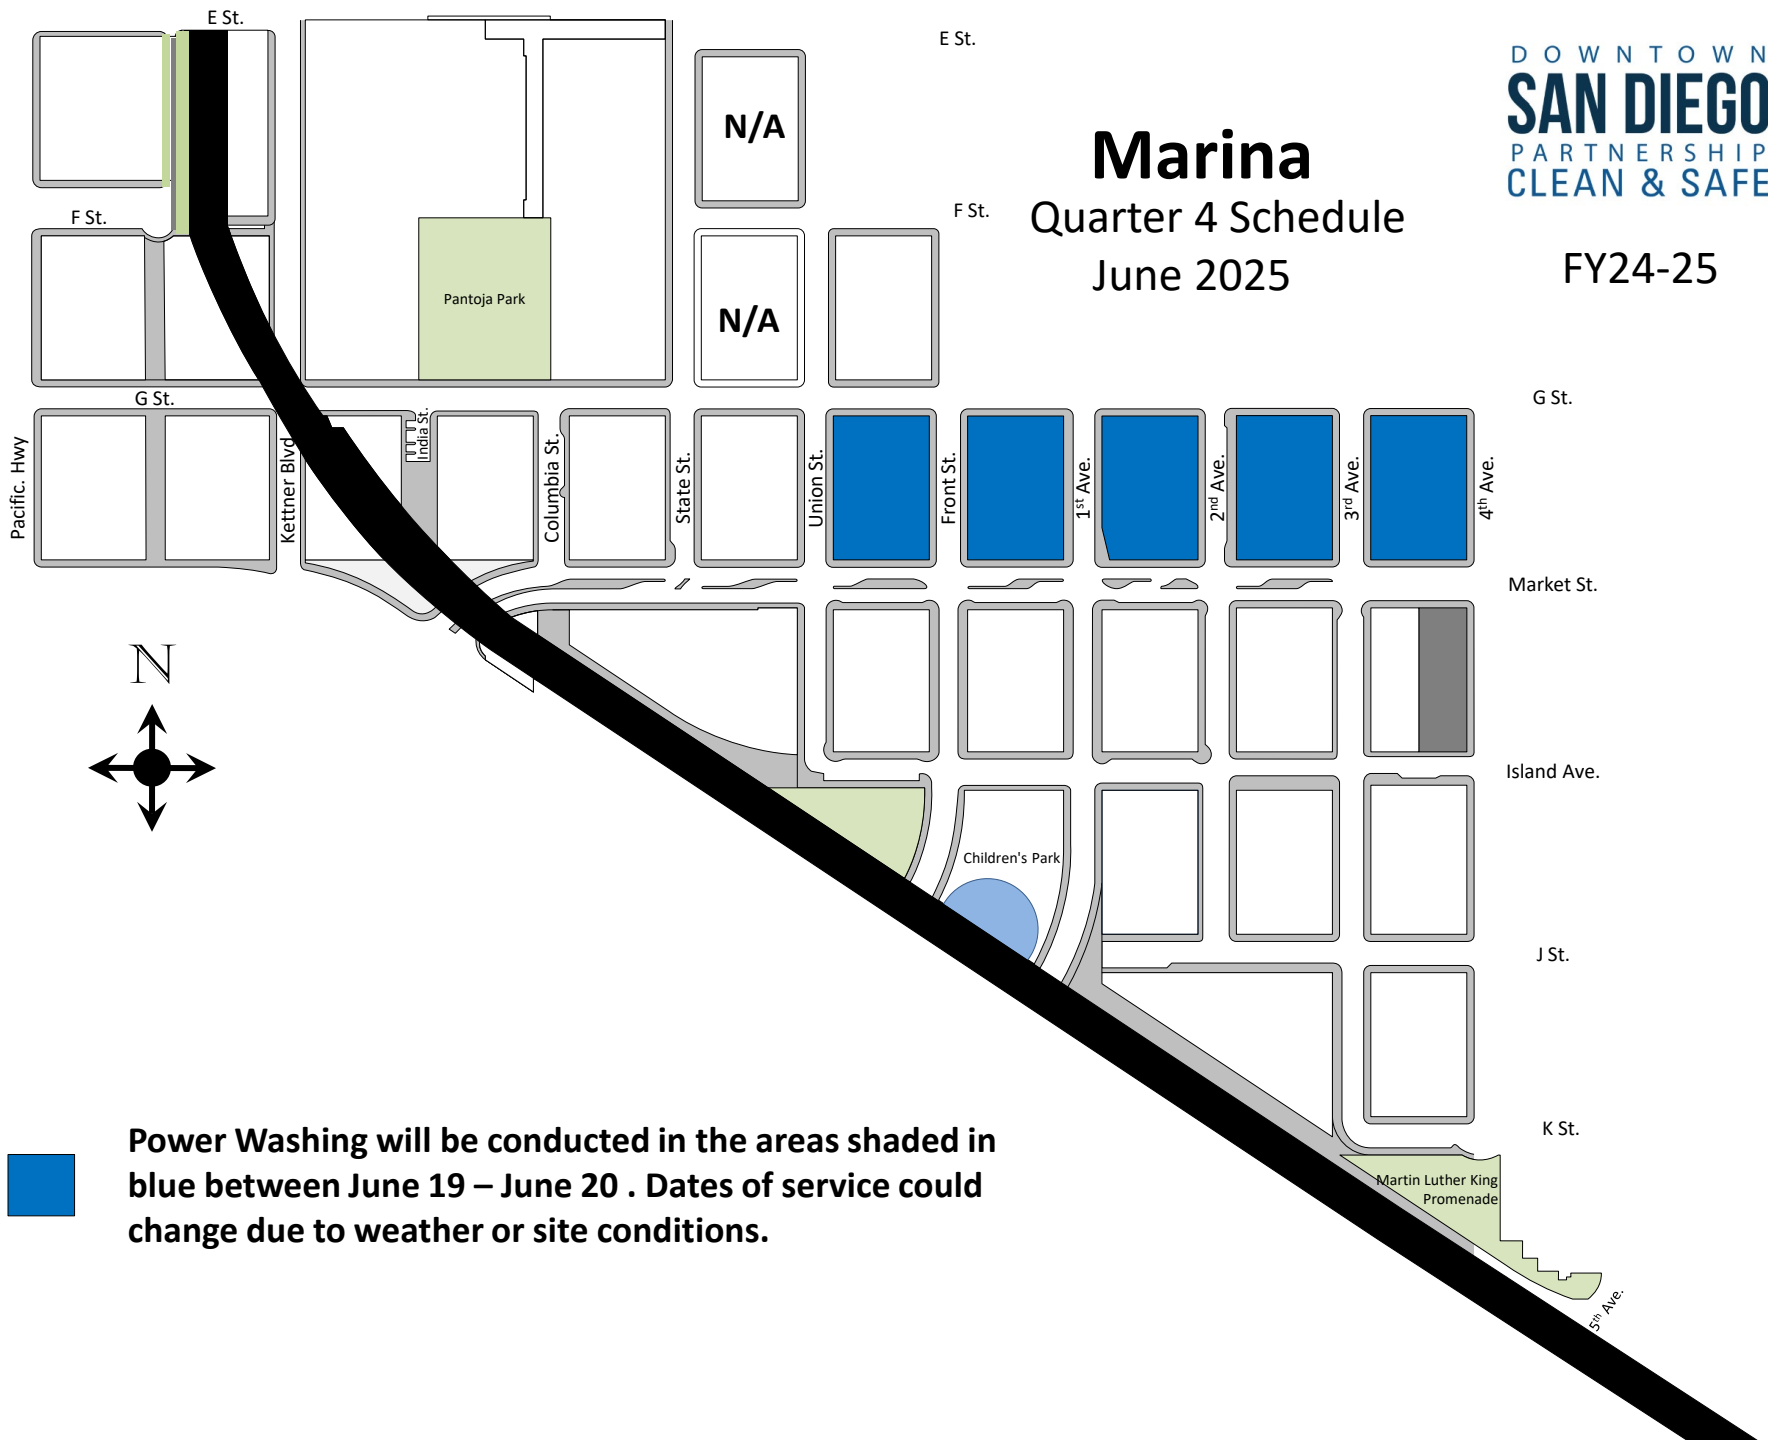 E St.
E St.
DOWNTOWN
SAN DIEGO
PARTNERSHIP
CLEAN & SAFE
N/A
Marina
F St.
F St.
Quarter 4 Schedule
June 2025
FY24-25
Pantoja Park
N/A
G St.
G St.
Pacific. Hwy
Kettner Blvd
India St.
Columbia St.
State St.
Union St.
Front St.
1st Ave.
2nd Ave.
3rd Ave.
4th Ave.
Market St.
N
Island Ave.
Children's Park
J St.
K St.
Power Washing will be conducted in the areas shaded in
blue between June 19 – June 20 . Dates of service could
change due to weather or site conditions.
Martin Luther King
Promenade
5th Ave.